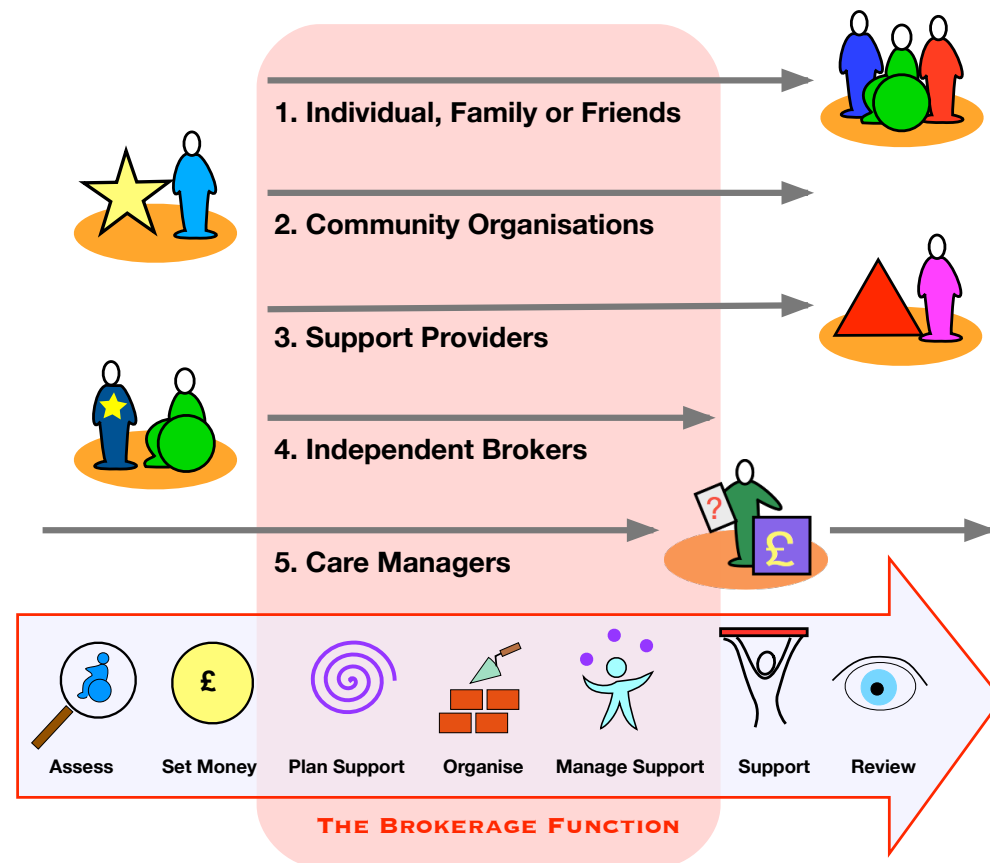 1. Individual, Family or Friends
2. Community Organisations
3. Support Providers
4. Independent Brokers
?
£
5. Care Managers
£
Assess
Set Money
Plan Support
Organise
Manage Support
Support
Review
The Brokerage Function